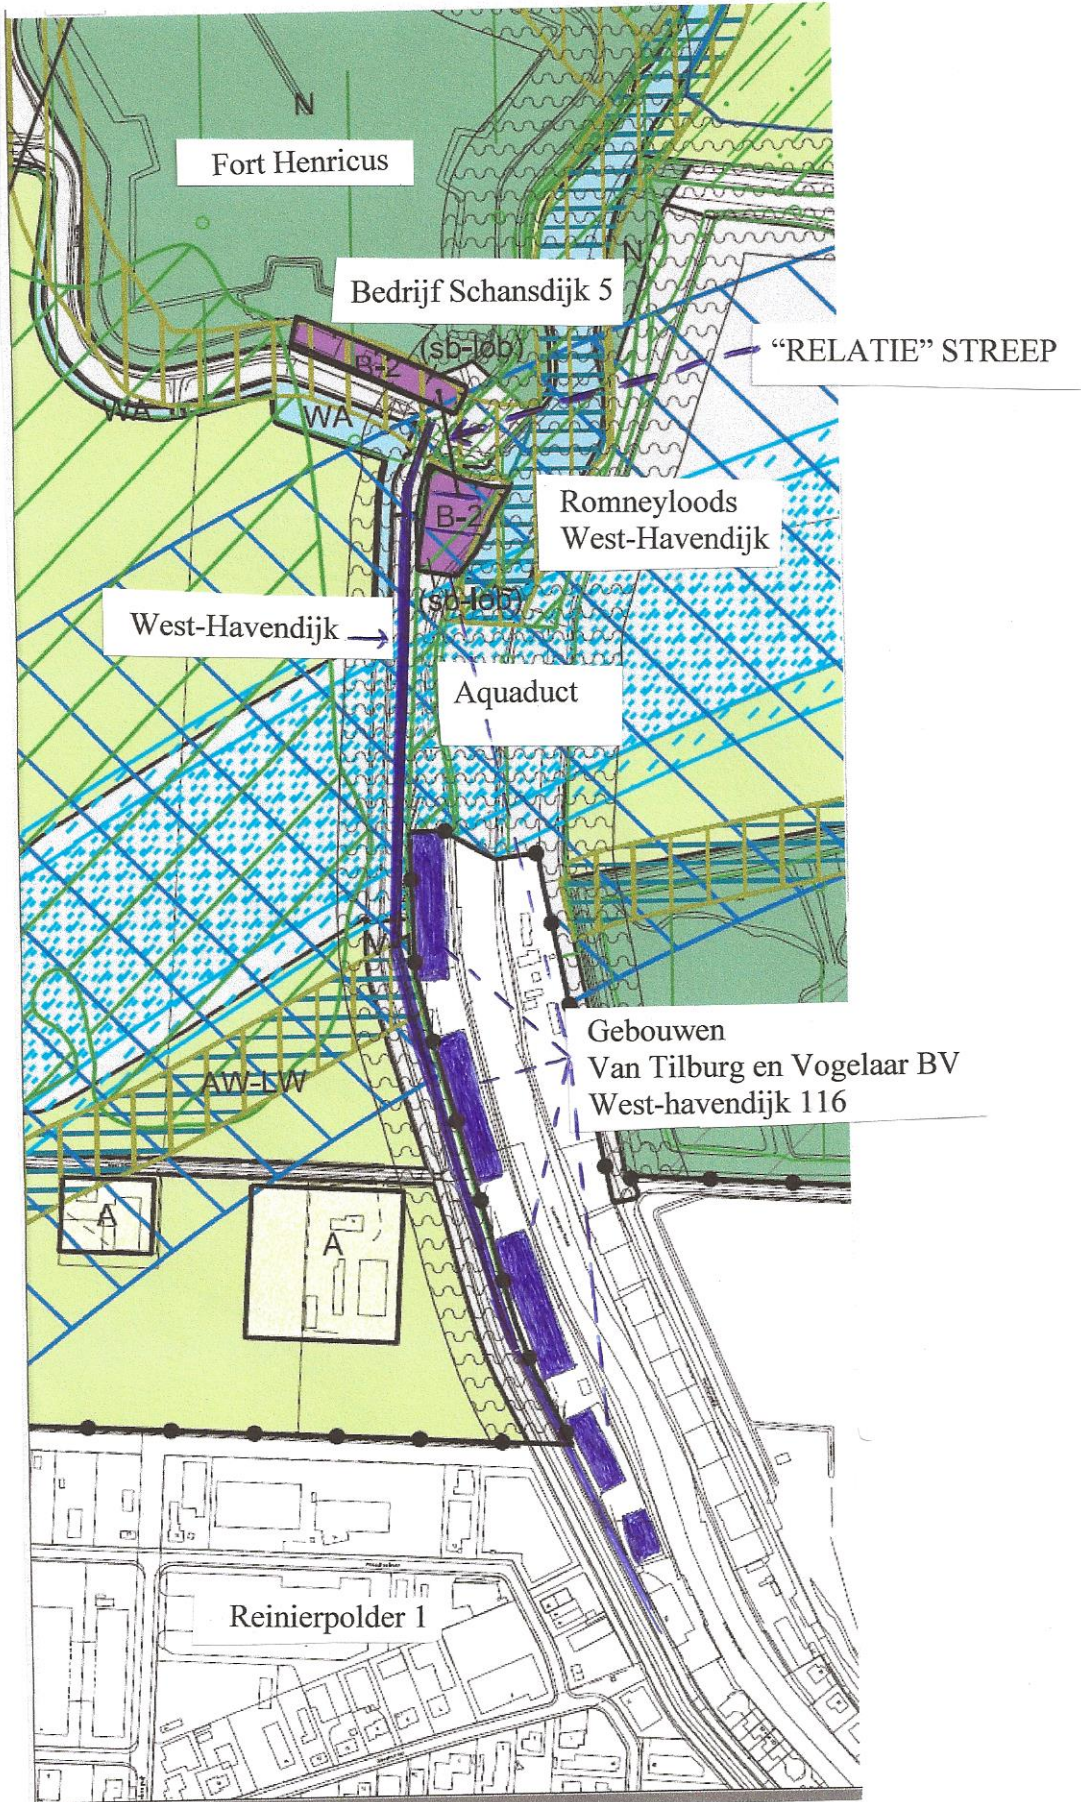 N
Fort Henricus
N
Bedrijf Schansdijk 5
“RELATIE” STREEP
(sb-lob)
B-2
WA
WA
Romneyloods
West-Havendijk
B-2
(sb-lob)
West-Havendijk
Aquaduct
Gebouwen
Van Tilburg en Vogelaar BV
West-havendijk 116
AW-LW
A
A
Reinierpolder 1